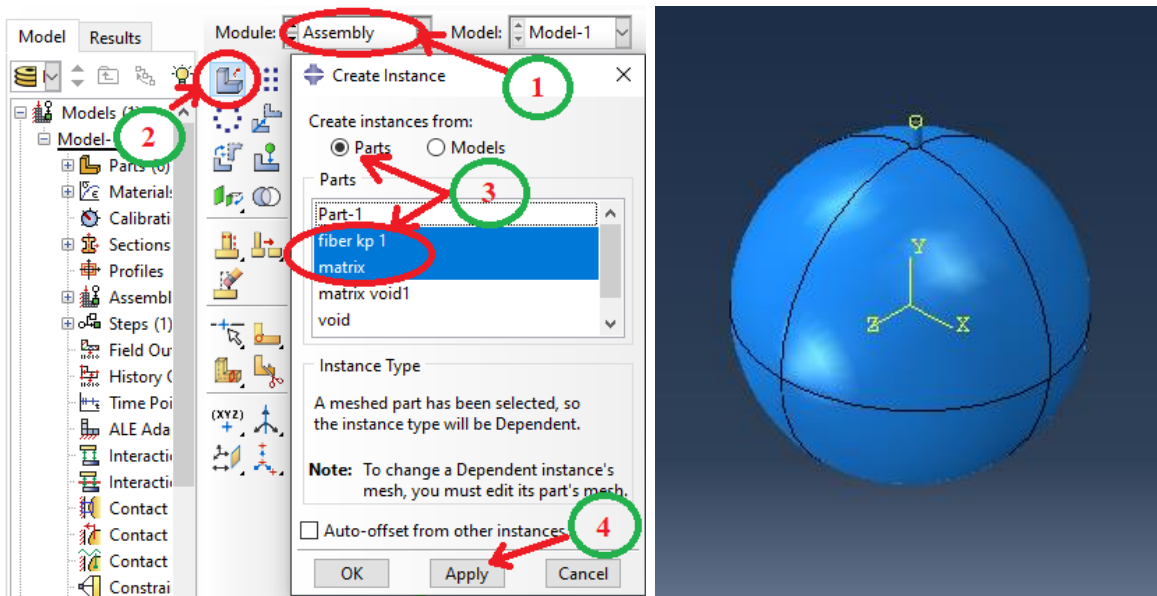 Model Results
Module: Assembly Model: Model-1
Models (1)
Model-
Parts (6)
Materials
Calibrati
Sections
Profiles
Assembl
Steps (1)
Field Ou
History
Time Poi
ALE Ada
Interacti
Interacti
Contact
Contact
Contact
Constrai
(XYZ)
Create Instance
Create instances from:
Parts Models
Parts
Part-1
fiber kp 1
matrix
matrix void1
void
Instance Type
A meshed part has been selected, so
the instance type will be Dependent.
Note: To change a Dependent instance's
mesh, you must edit its part's mesh.
Auto-offset from other instances
OK Apply Cancel
1
2
3
4
Y
Z X